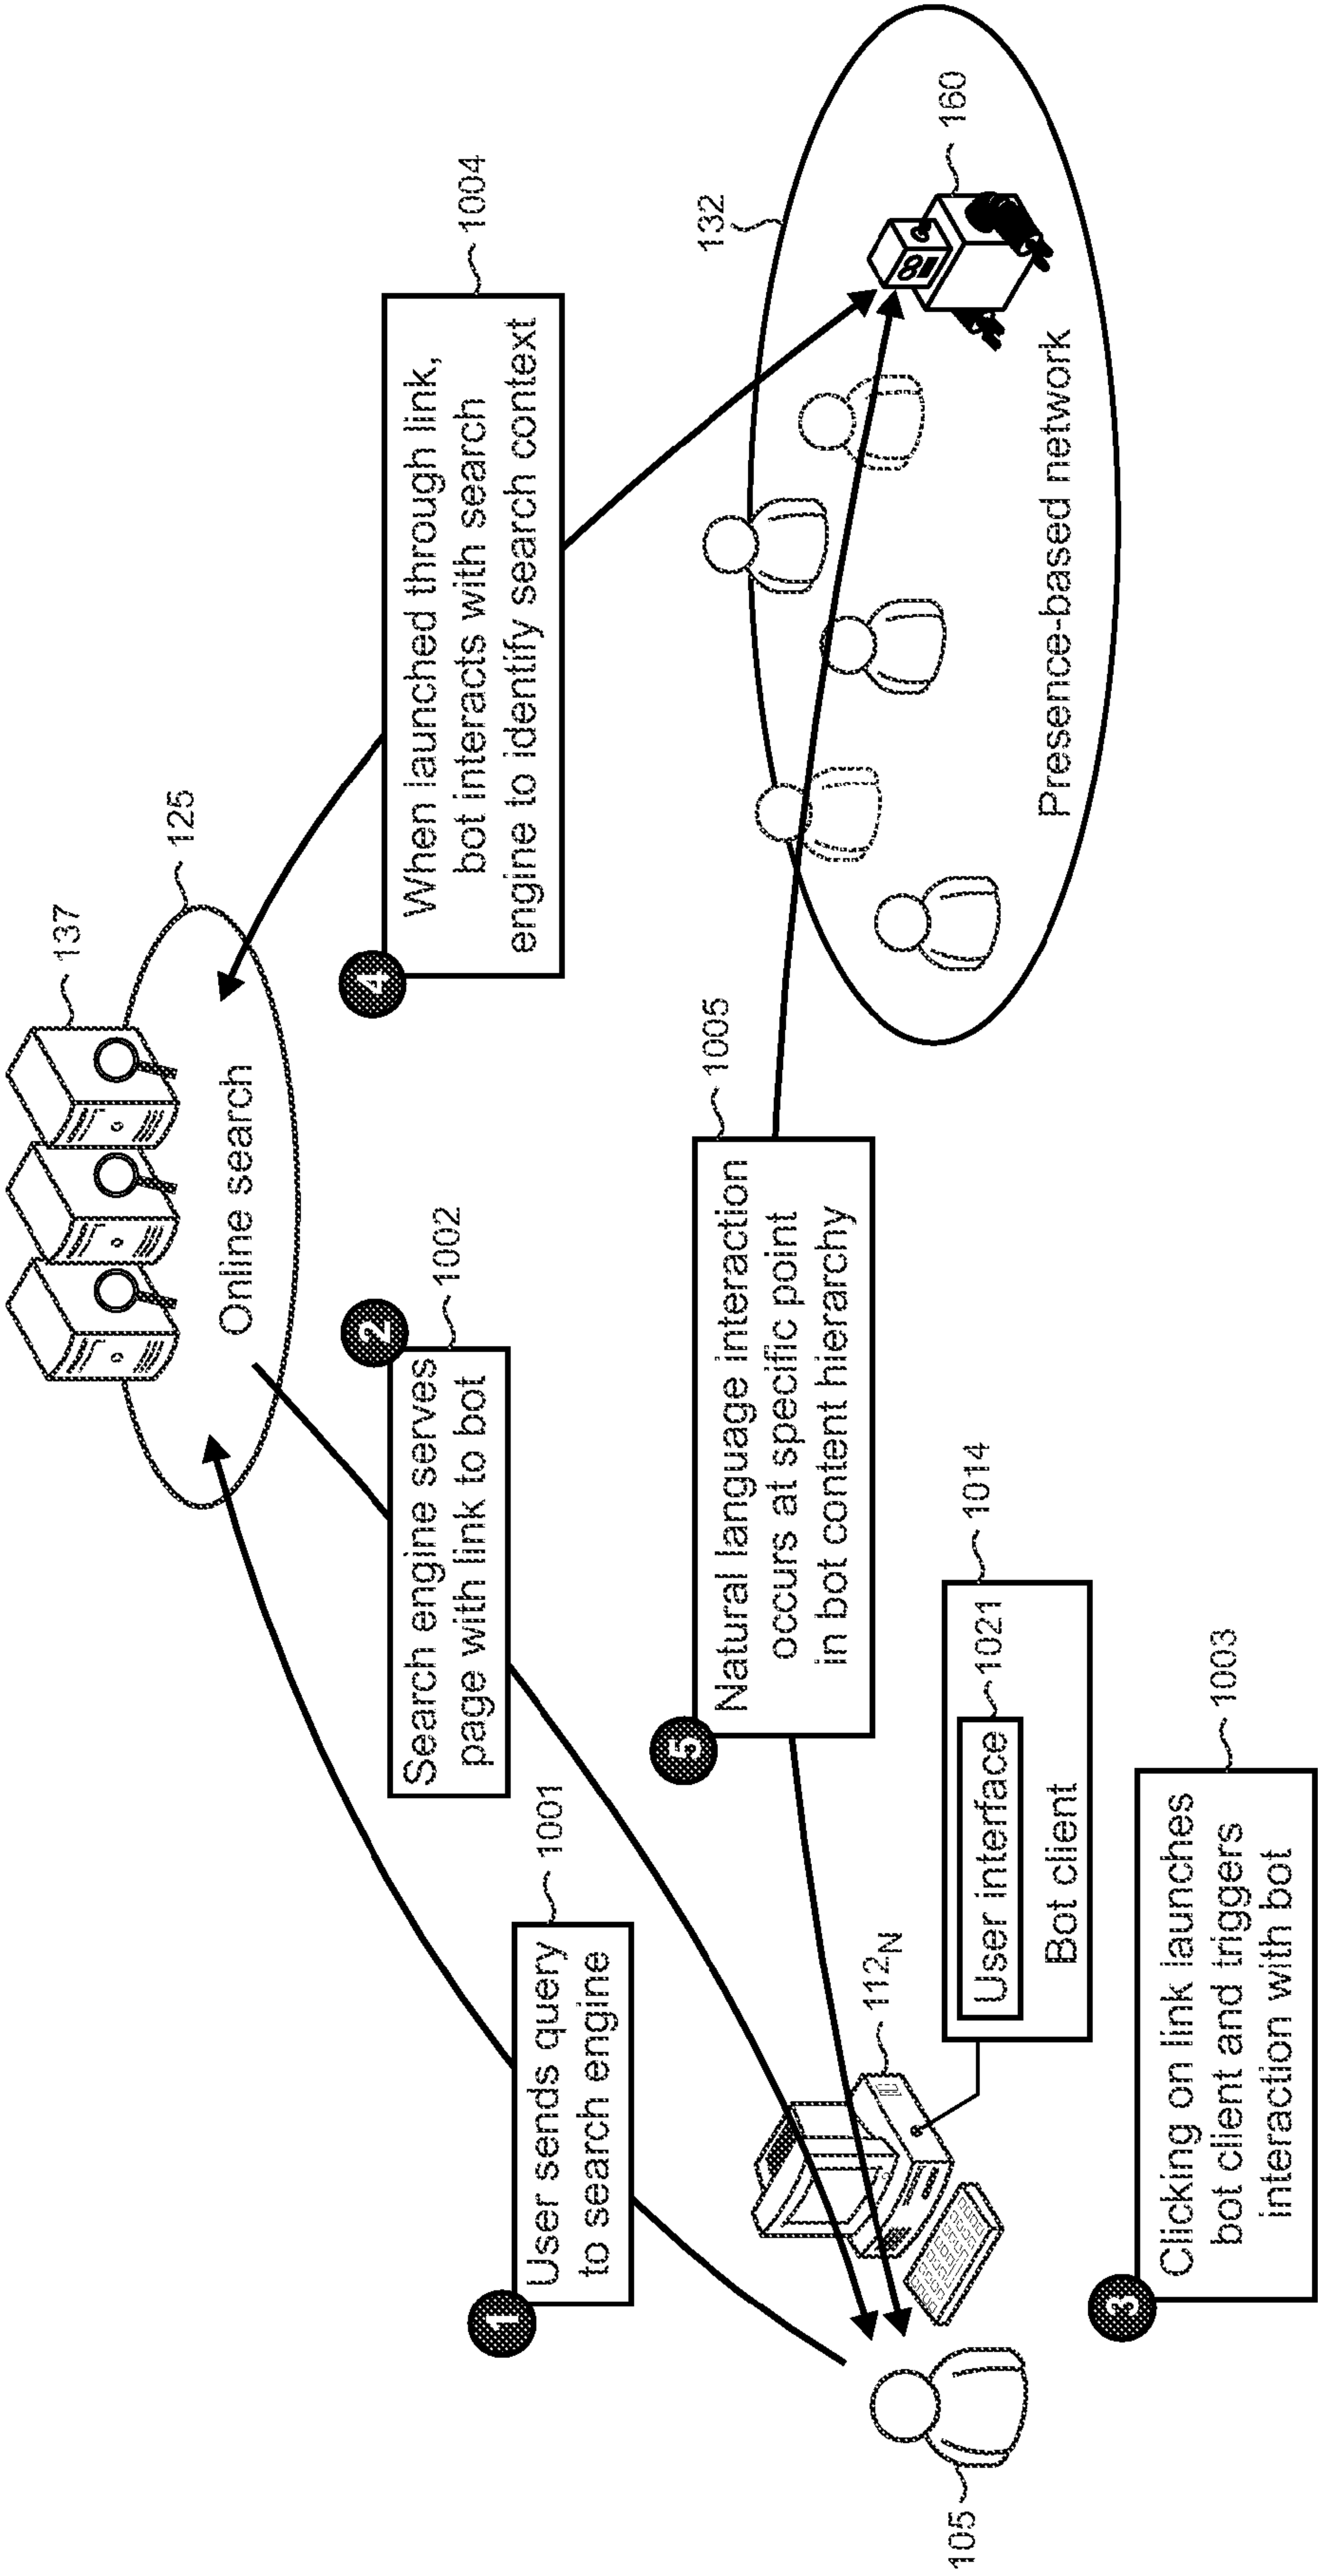 137
125
Online search
1
User sends query
to search engine
1001
2
Search engine serves
page with link to bot
1002
4
When launched through link,
bot interacts with search
engine to identify search context
1004
5
Natural language interaction
occurs at specific point
in bot content hierarchy
1005
132
160
Presence-based network
105
112N
User interface
1021
Bot client
1014
3
Clicking on link launches
bot client and triggers
interaction with bot
1003